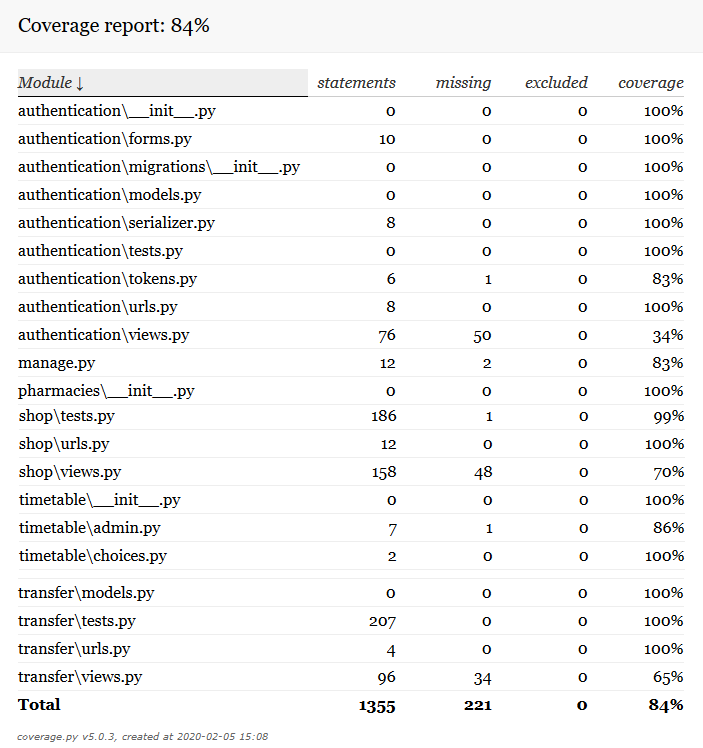 Coverage report: 84%
Module ↓ statements missing excluded coverage
authentication\__init__.py 0 0 0 100%
authentication\forms.py 10 0 0 100%
authentication\migrations\__init__.py 0 0 0 100%
authentication\models.py 0 0 0 100%
authentication\serializer.py 8 0 0 100%
authentication\tests.py 0 0 0 100%
authentication\tokens.py 6 1 0 83%
authentication\urls.py 8 0 0 100%
authentication\views.py 76 50 0 34%
manage.py 12 2 0 83%
pharmacies\__init__.py 0 0 0 100%
shop\tests.py 186 1 0 99%
shop\urls.py 12 0 0 100%
shop\views.py 158 48 0 70%
timetable\__init__.py 0 0 0 100%
timetable\admin.py 7 1 0 86%
timetable\choices.py 2 0 0 100%
transfer\models.py 0 0 0 100%
transfer\tests.py 207 0 0 100%
transfer\urls.py 4 0 0 100%
transfer\views.py 96 34 0 65%
Total 1355 221 0 84%
coverage.py v5.0.3, created at 2020-02-05 15:08